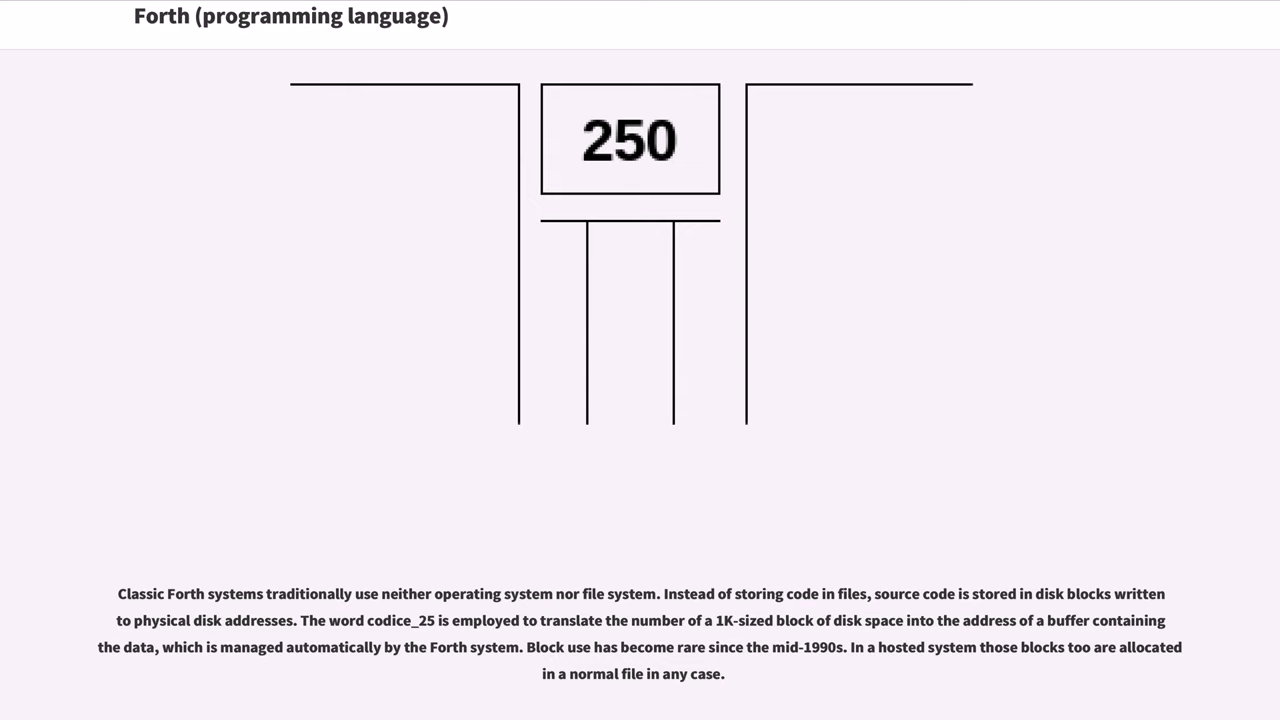 Forth (programming language)
250
Classic Forth systems traditionally use neither operating system nor file system. Instead of storing code in files, source code is stored in disk blocks written
to physical disk addresses. The word codice_25 is employed to translate the number of a 1K-sized block of disk space into the address of a buffer containing
the data, which is managed automatically by the Forth system. Block use has become rare since the mid-1990s. In a hosted system those blocks too are allocated
in a normal file in any case.